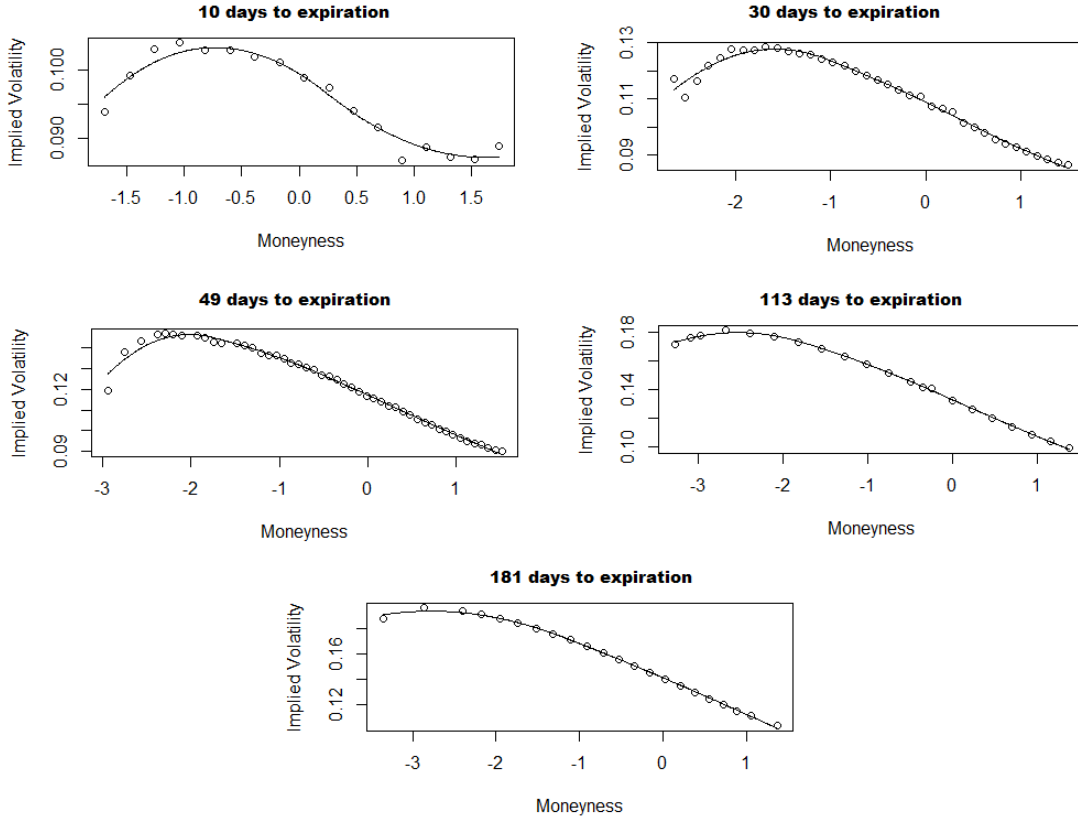 10 days to expiration
Implied Volatility
0.100
0.090
-1.5 -1.0 -0.5 0.0 0.5 1.0 1.5
Moneyness
30 days to expiration
Implied Volatility
0.13
0.11
0.09
-2 -1 0 1
Moneyness
49 days to expiration
Implied Volatility
0.12
0.09
-3 -2 -1 0 1
Moneyness
113 days to expiration
Implied Volatility
0.18
0.14
0.10
-3 -2 -1 0 1
Moneyness
181 days to expiration
Implied Volatility
0.16
0.12
-3 -2 -1 0 1
Moneyness